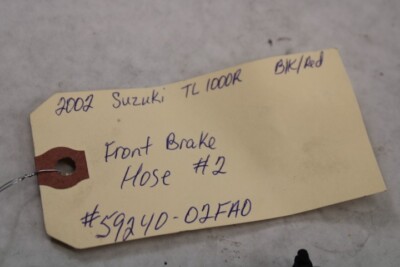 2002 Suzuki TL1000R Blk/Red
Front Brake
Hose #2
#59240-02FA0